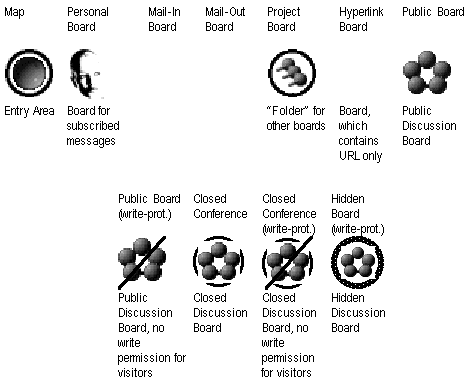 Map
Personal
Board
Mail-In
Board
Mail-Out
Board
Project
Board
Hyperlink
Board
Public Board
Entry Area
Board for
subscribed
messages
“Folder” for
other boards
Board,
which
contains
URL only
Public
Discussion
Board
Public Board
(write-prot.)
Closed
Conference
Closed
Conference
(write-prot.)
Hidden
Board
(write-prot.)
Public
Discussion
Board, no
write
permission for
visitors
Closed
Discussion
Board
Closed
Discussion
Board, no
write
permission
for visitors
Hidden
Discussion
Board